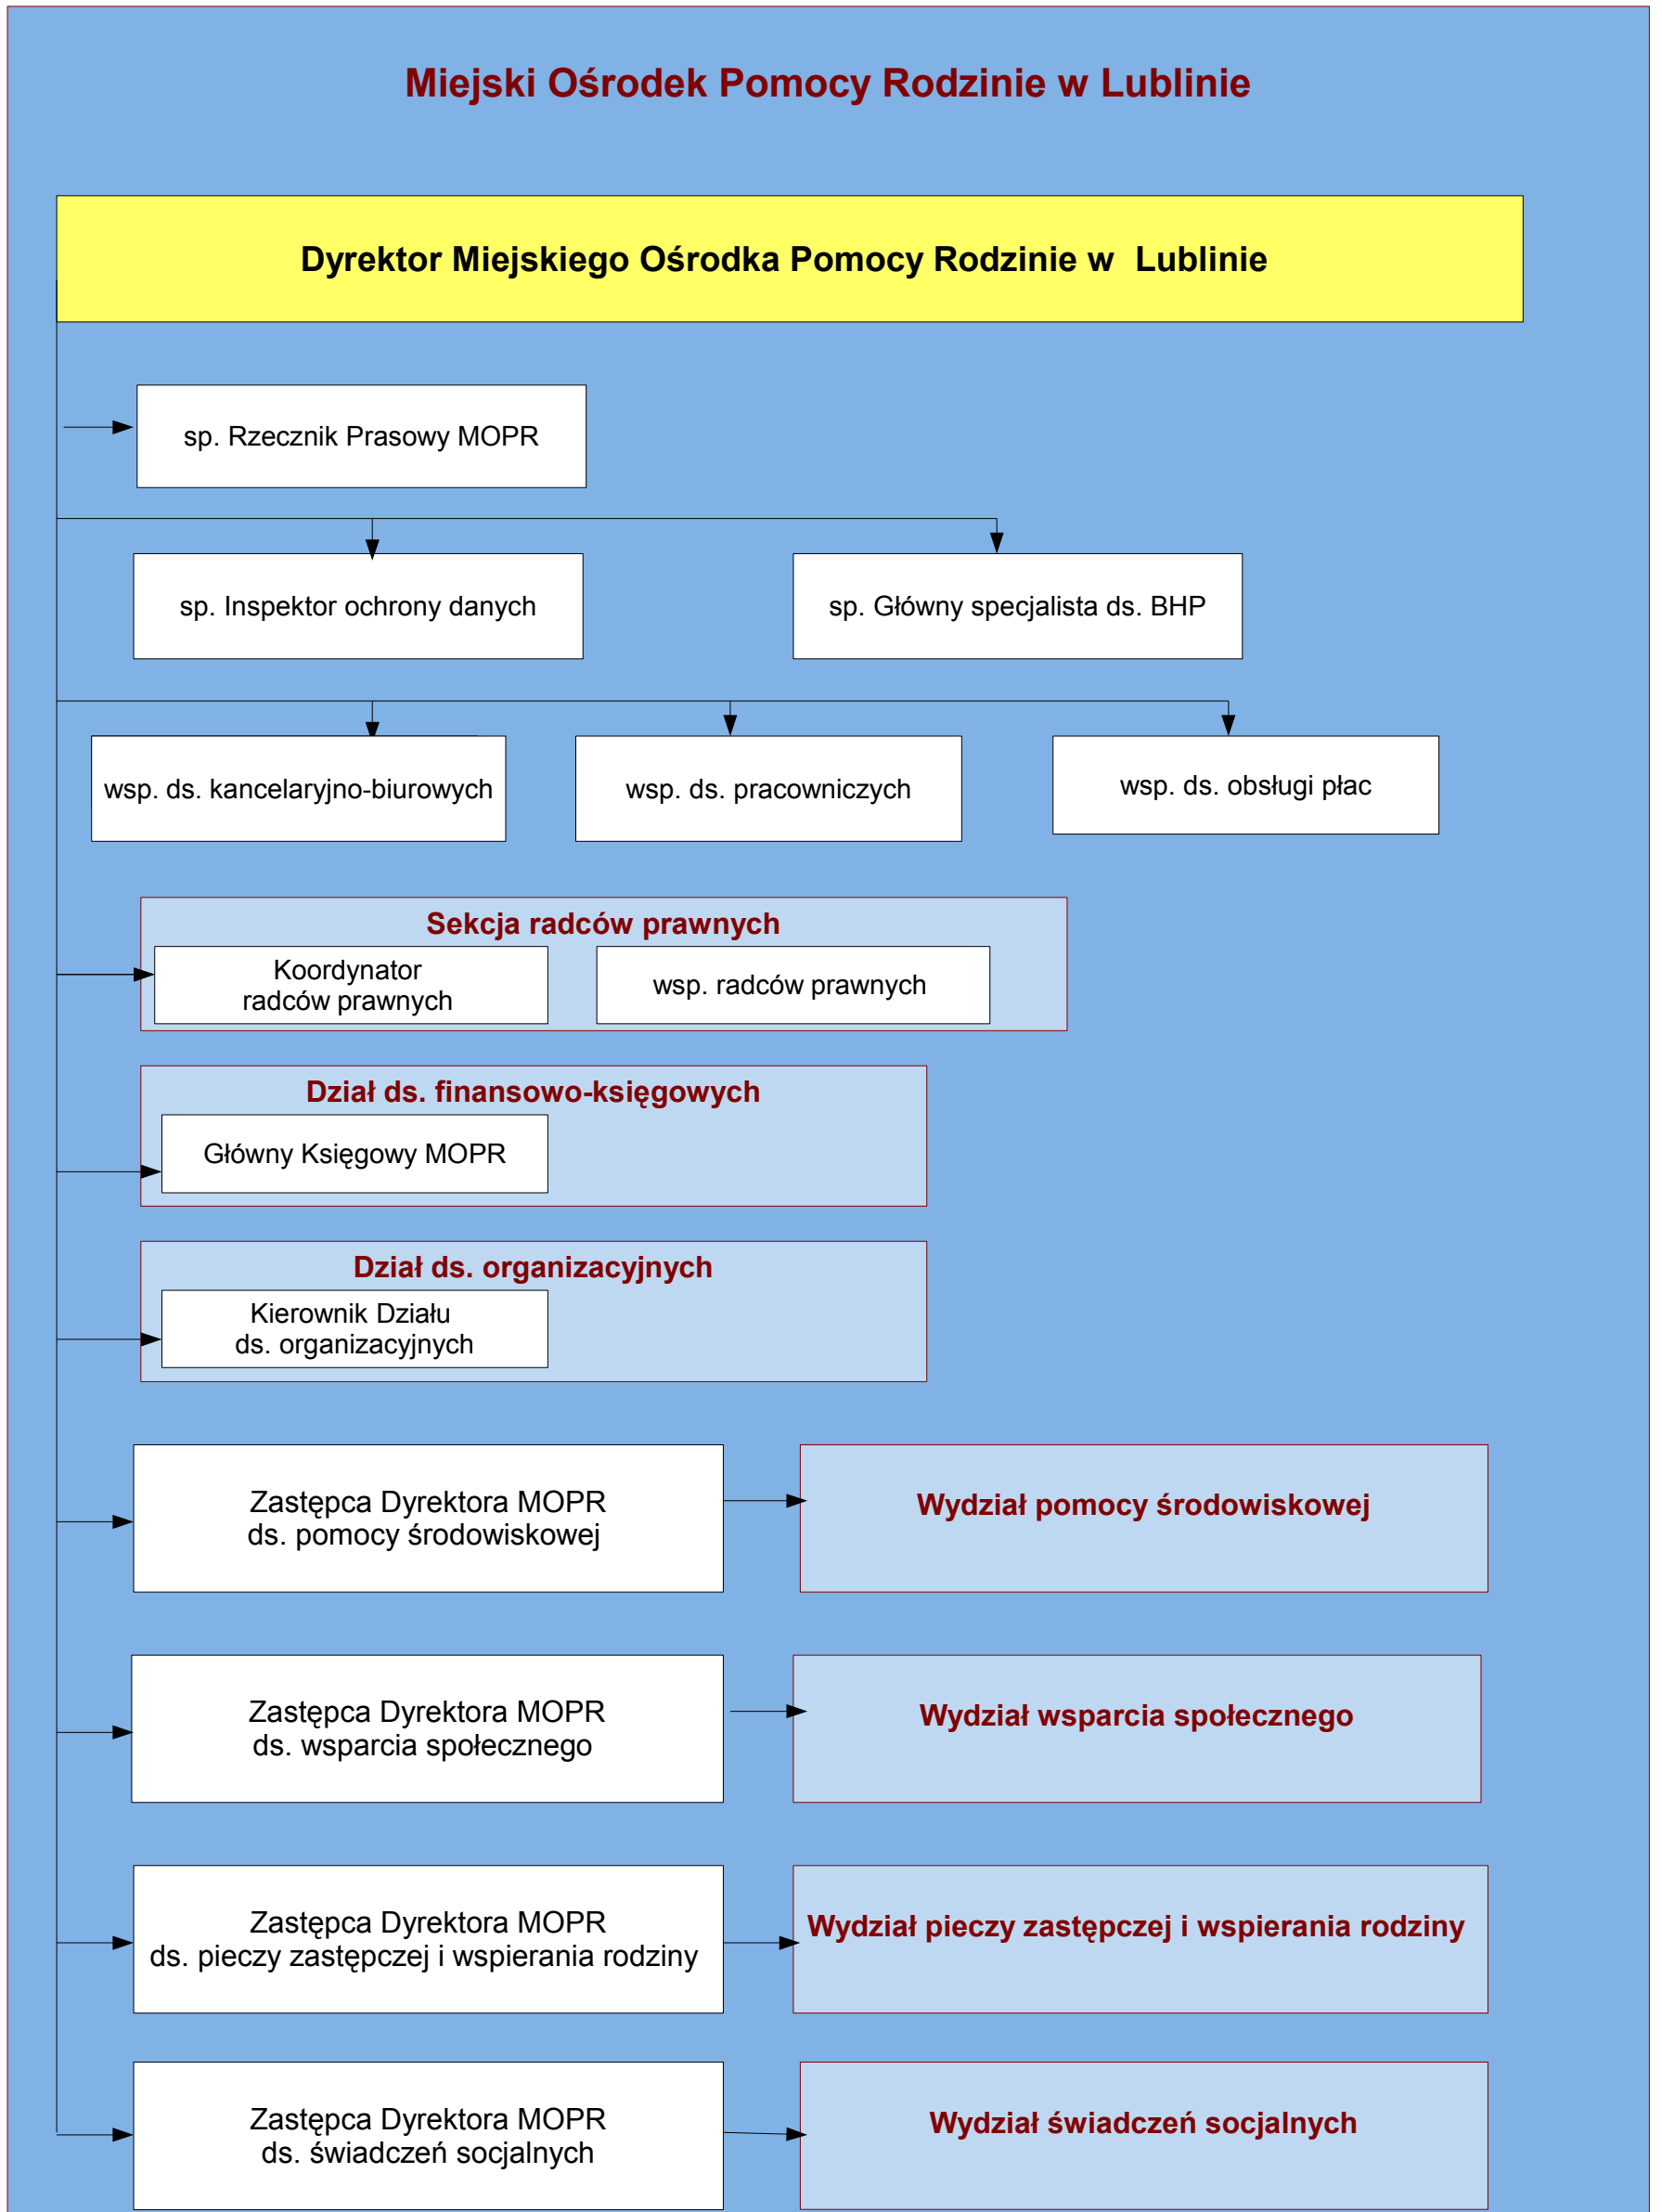 Miejski Ośrodek Pomocy Rodzinie w Lublinie
Dyrektor Miejskiego Ośrodka Pomocy Rodzinie w Lublinie
sp. Rzecznik Prasowy MOPR
sp. Inspektor ochrony danych
sp. Główny specjalista ds. BHP
wsp. ds. kancelaryjno-biurowych
wsp. ds. pracowniczych
wsp. ds. obsługi płac
Sekcja radców prawnych
Koordynator
radców prawnych
wsp. radców prawnych
Dział ds. finansowo-księgowych
Główny Księgowy MOPR
Dział ds. organizacyjnych
Kierownik Działu
ds. organizacyjnych
Zastępca Dyrektora MOPR
ds. pomocy środowiskowej
Wydział pomocy środowiskowej
Zastępca Dyrektora MOPR
ds. wsparcia społecznego
Wydział wsparcia społecznego
Zastępca Dyrektora MOPR
ds. pieczy zastępczej i wspierania rodziny
Wydział pieczy zastępczej i wspierania rodziny
Zastępca Dyrektora MOPR
ds. świadczeń socjalnych
Wydział świadczeń socjalnych